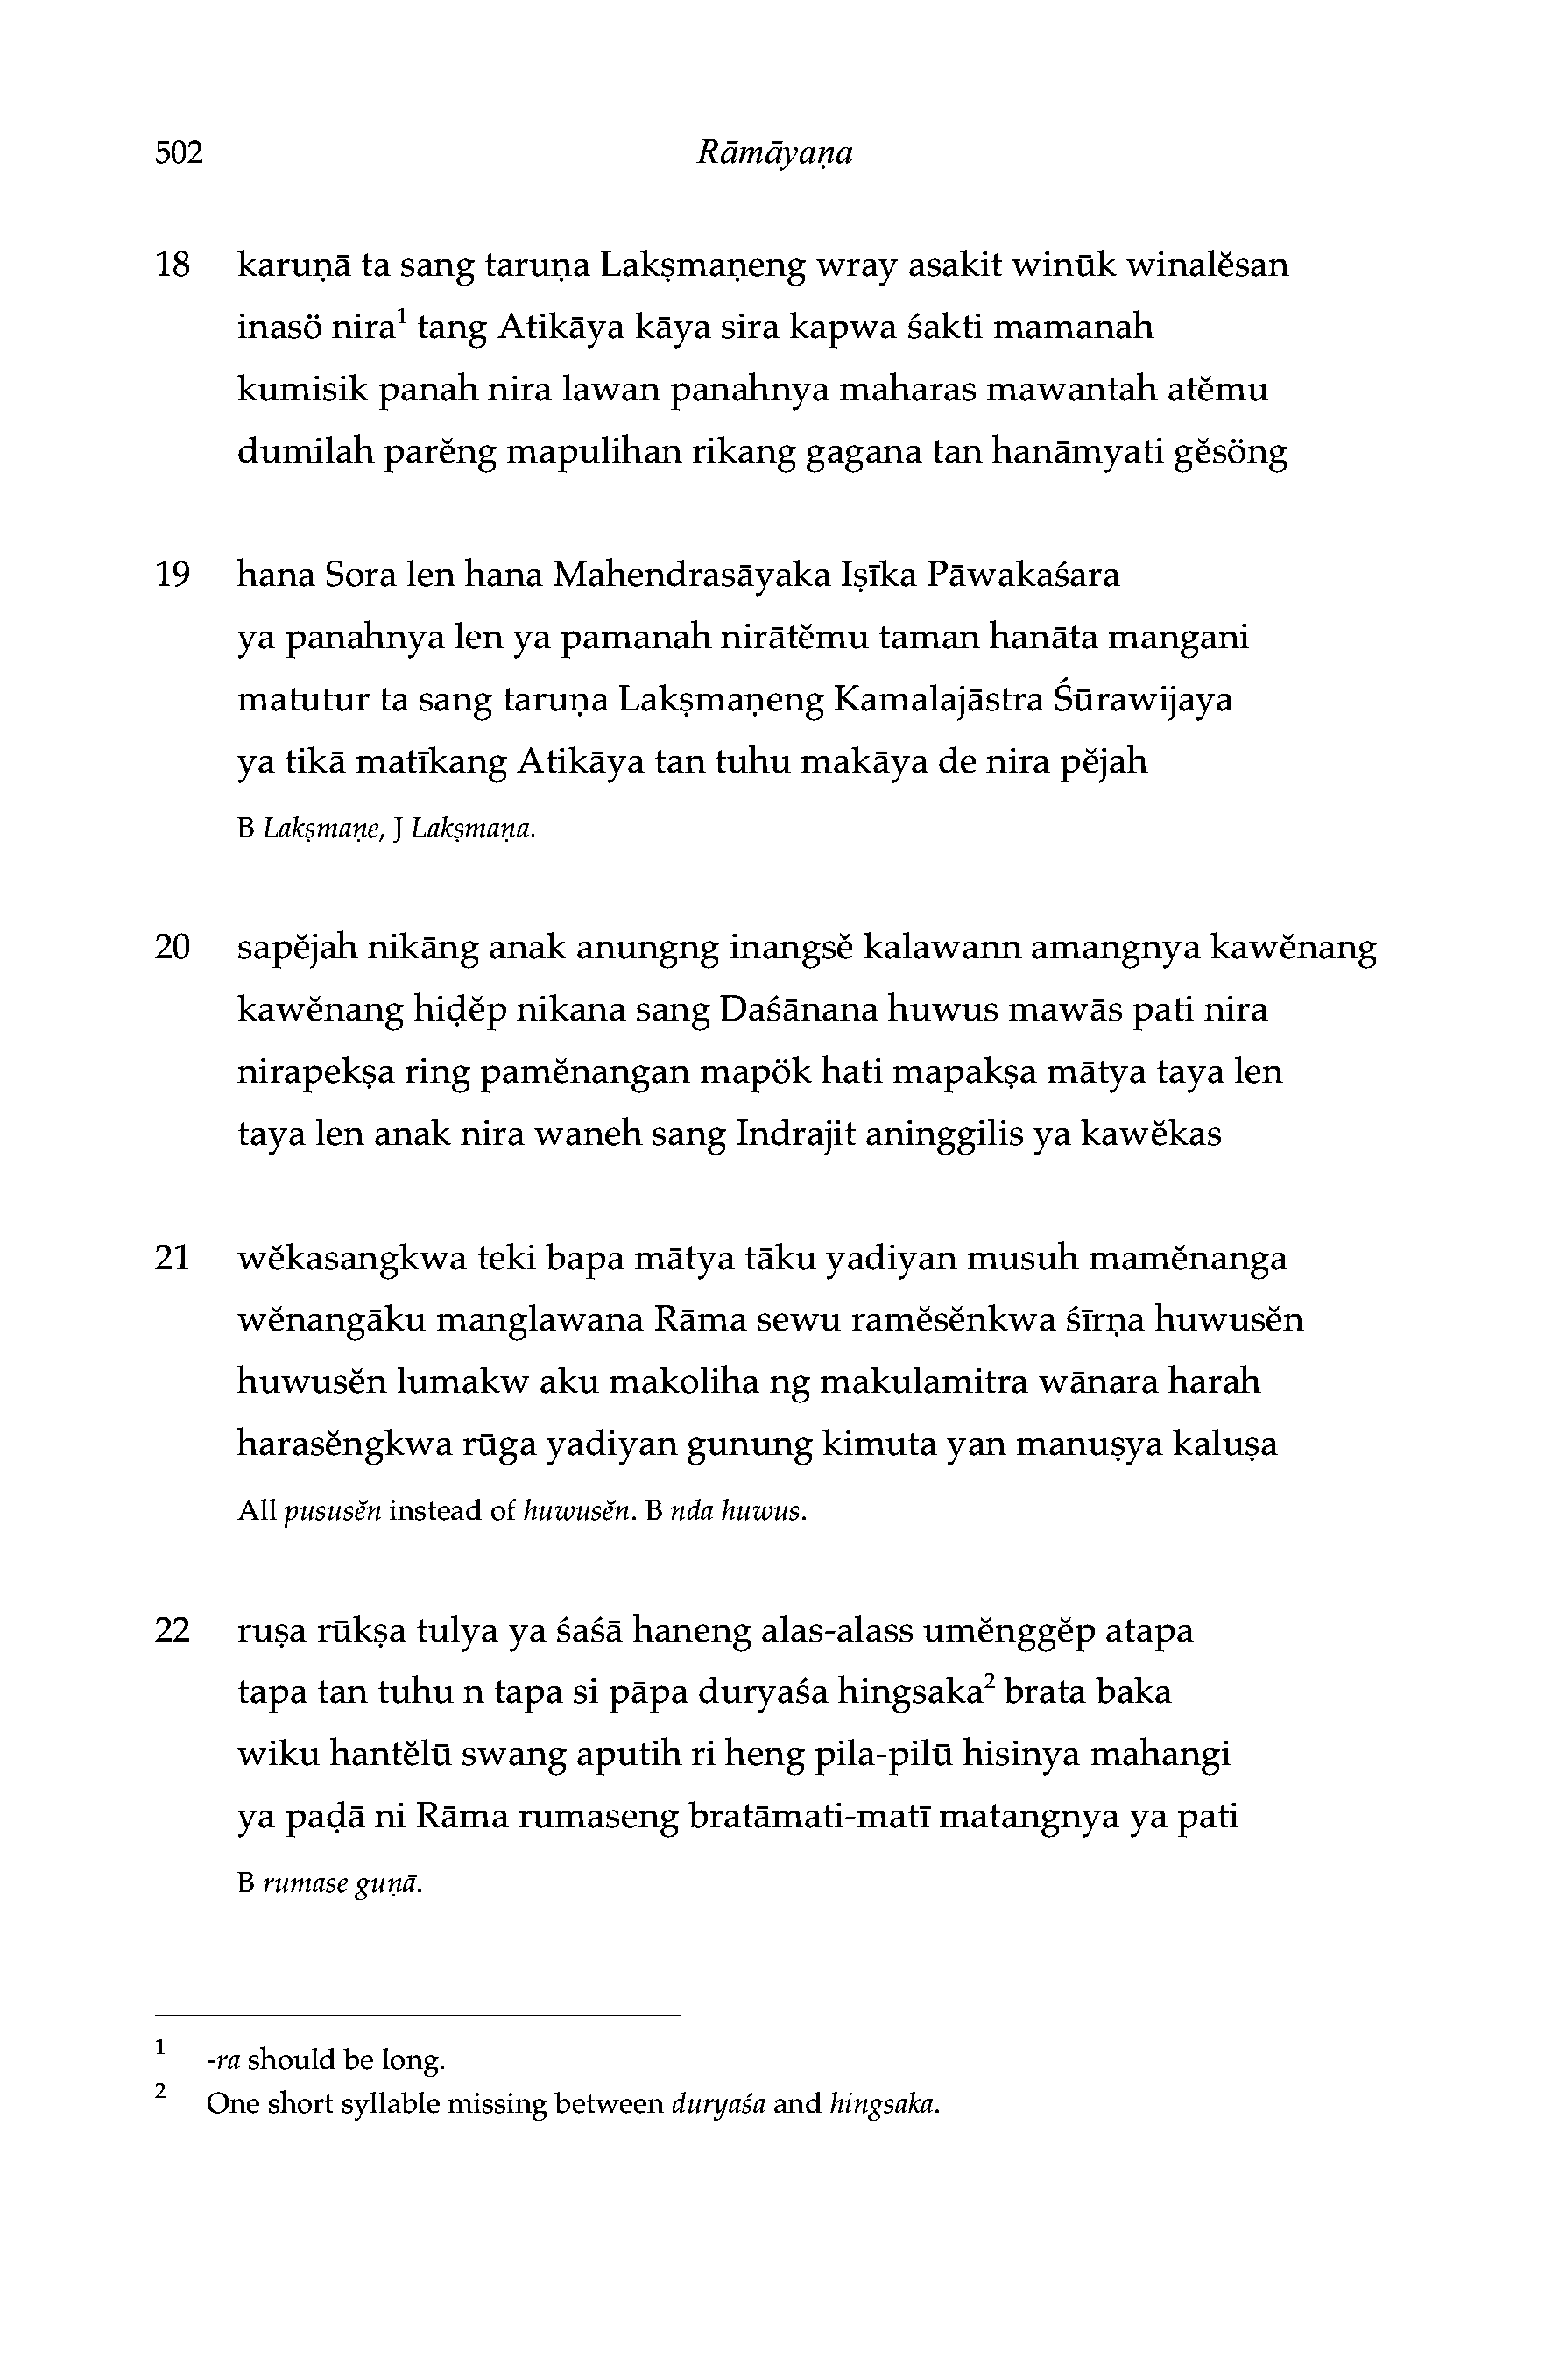 502 Rāmāyaṇa
18 karuṇā ta sang taruṇa Lakṣmaṇeng wray asakit winūk winalĕsan
inasö nira¹ tang Atikāya kāya sira kapwa śakti mamanah
kumisik panah nira lawan panahnya maharas mawantah atĕmu
dumilah parĕng mapulihan rikang gagana tan hanāmyati gĕsöng
19 hana Sora len hana Mahendrasāyaka Iṣīka Pāwakaśara
ya panahnya len ya pamanah nirātĕmu taman hanāta mangani
matutur ta sang taruṇa Lakṣmaṇeng Kamalajāstra Śūrawijaya
ya tikā matīkang Atikāya tan tuhu makāya de nira pĕjah
B Lakṣmaṇe, J Lakṣmaṇa.
20 sapĕjah nikāng anak anungng inangsĕ kalawann amangnya kawĕnang
kawĕnang hiḍĕp nikana sang Daśānana huwus mawās pati nira
nirapekṣa ring pamĕnangan mapök hati mapakṣa mātya taya len
taya len anak nira waneh sang Indrajit aninggilis ya kawĕkas
21 wĕkasangkwa teki bapa mātya tāku yadiyan musuh mamĕnanga
wĕnangāku manglawana Rāma sewu ramĕsĕnkwa śīrṇa huwusĕn
huwusĕn lumakw aku makoliha ng makulamitra wānara harah
harasĕngkwa rūga yadiyan gunung kimuta yan manuṣya kaluṣa
All pususĕn instead of huwusĕn. B nda huwus.
22 ruṣa rūkṣa tulya ya śaśā haneng alas-alass umĕnggĕp atapa
tapa tan tuhu n tapa si pāpa duryaśa hingsaka² brata baka
wiku hantĕlū swang aputih ri heng pila-pilū hisinya mahangi
ya paḍā ni Rāma rumaseng bratāmati-matī matangnya ya pati
B rumase guṇā.
¹ -ra should be long.
² One short syllable missing between duryaśa and hingsaka.